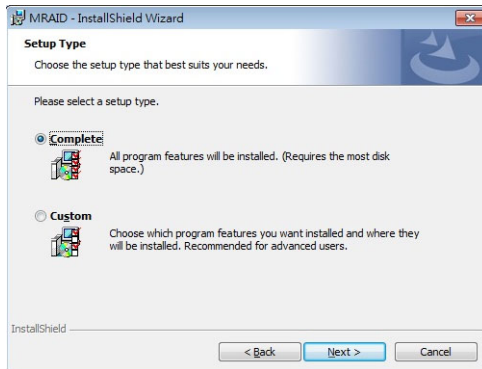 MRAID - InstallShield Wizard
Setup Type
Choose the setup type that best suits your needs.
Please select a setup type.
Complete
All program features will be installed. (Requires the most disk
space.)
Custom
Choose which program features you want installed and where they
will be installed. Recommended for advanced users.
InstallShield
< Back Next > Cancel